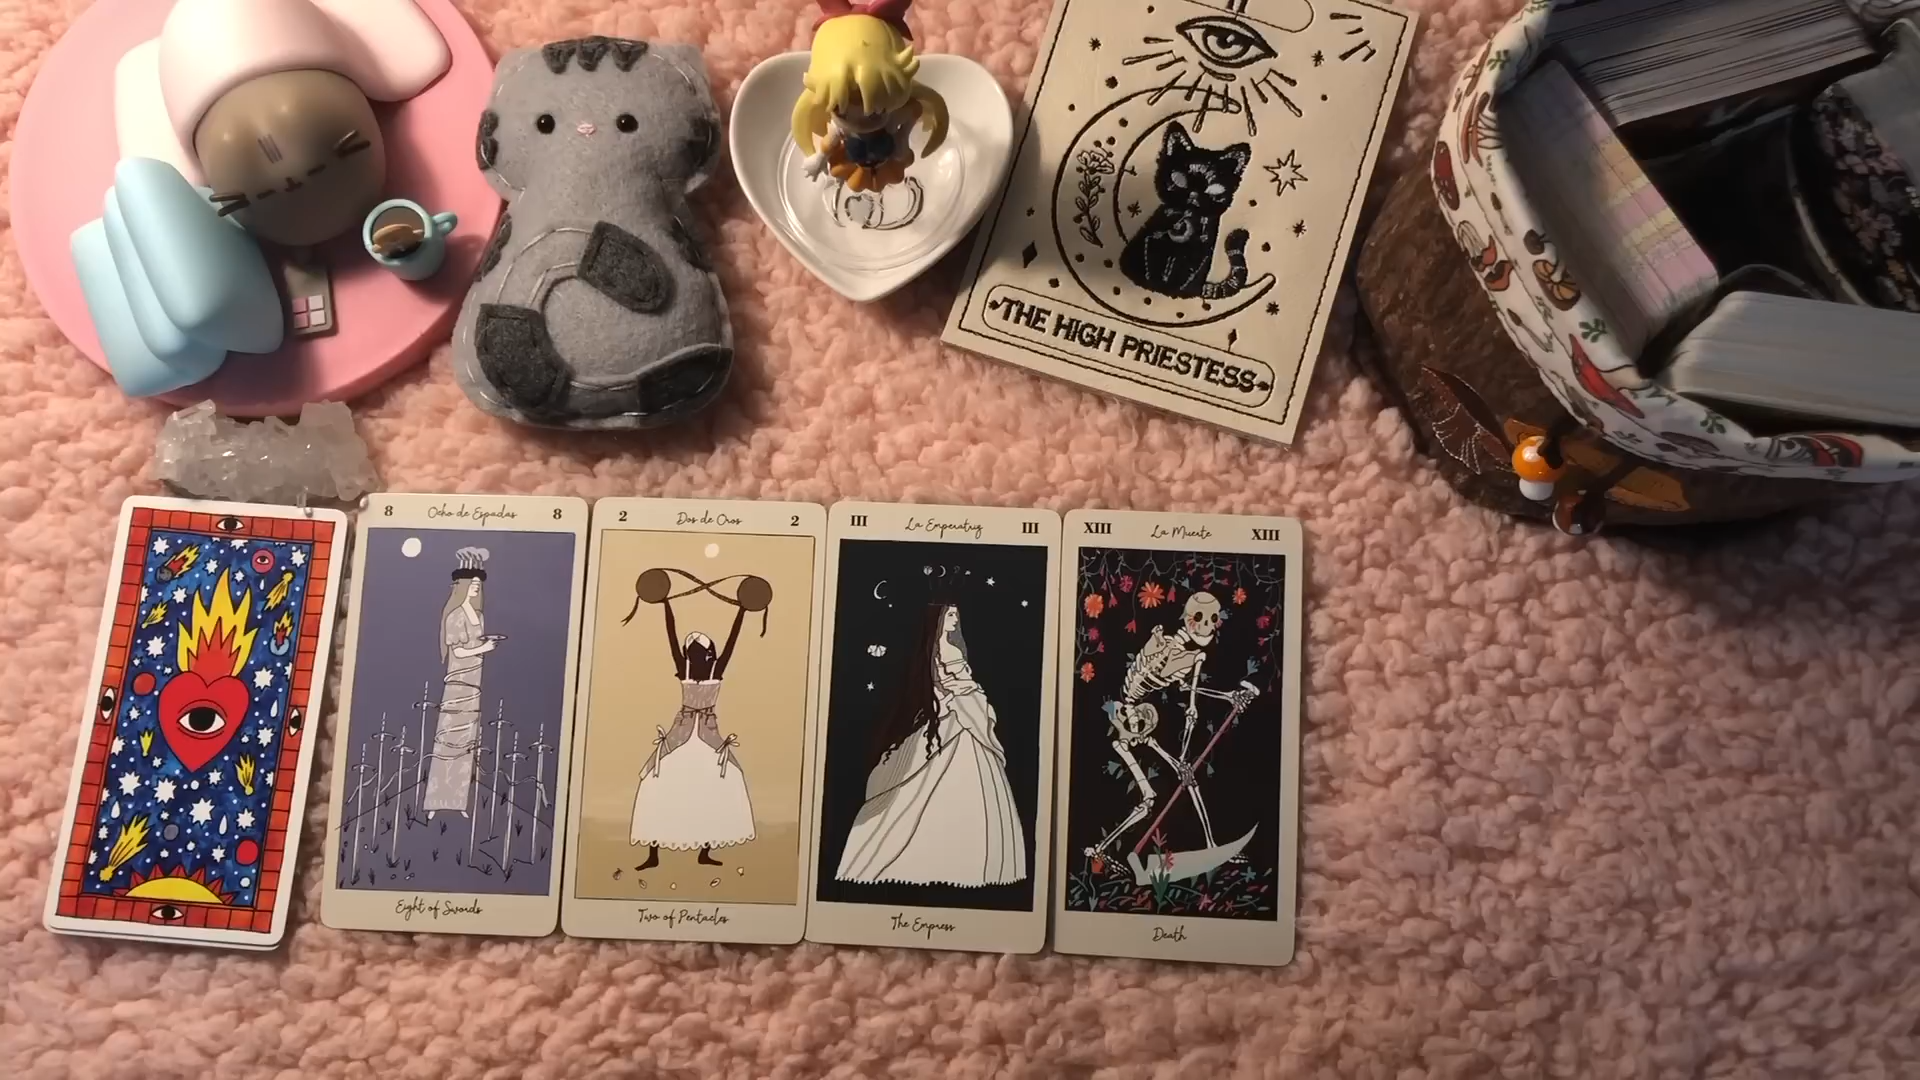 THE HIGH PRIESTESS
8 Ocho de Espadas 8
Eight of Swords
2 Dos de Oros 2
Two of Pentacles
III La Emperatriz III
The Empress
XIII La Muerte XIII
Death